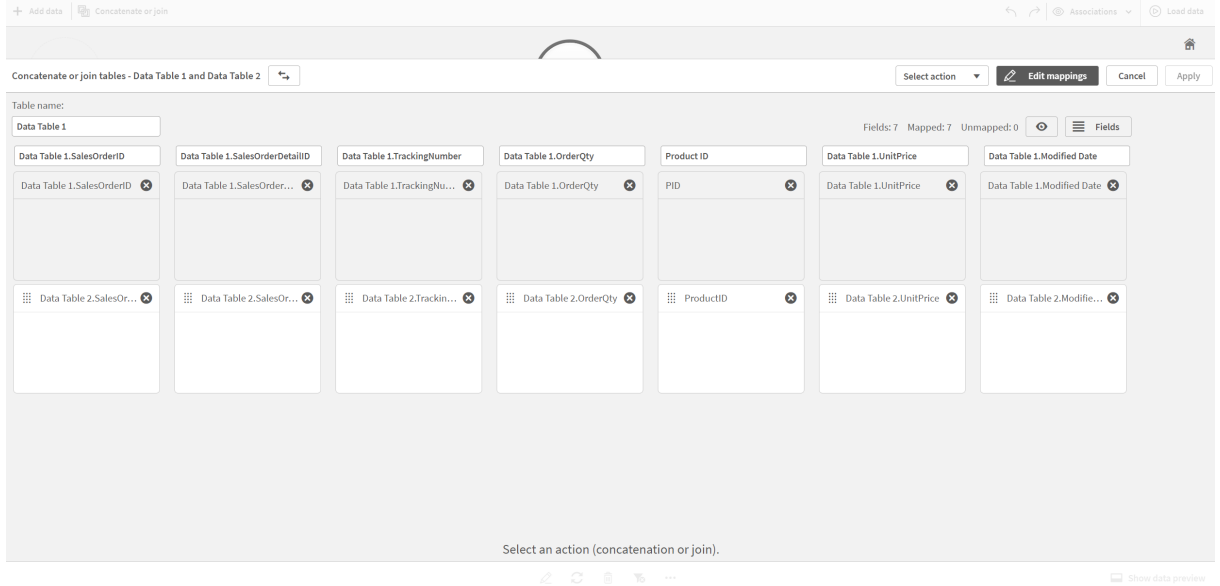 Add data Concatenate or join Associations Load data
Concatenate or join tables - Data Table 1 and Data Table 2 Select action Edit mappings Cancel Apply
Table name:
Data Table 1 Fields: 7 Mapped: 7 Unmapped: 0 Fields
Data Table 1.SalesOrderID Data Table 1.SalesOrderDetailID Data Table 1.TrackingNumber Data Table 1.OrderQty Product ID Data Table 1.UnitPrice Data Table 1.Modified Date
Data Table 1.SalesOrderID Data Table 1.SalesOrder... Data Table 1.TrackingNu... Data Table 1.OrderQty PID Data Table 1.UnitPrice Data Table 1.Modified Date
Data Table 2.SalesOr... Data Table 2.SalesOr... Data Table 2.Trackin... Data Table 2.OrderQty ProductID Data Table 2.UnitPrice Data Table 2.Modifie...
Select an action (concatenation or join).
Show data preview